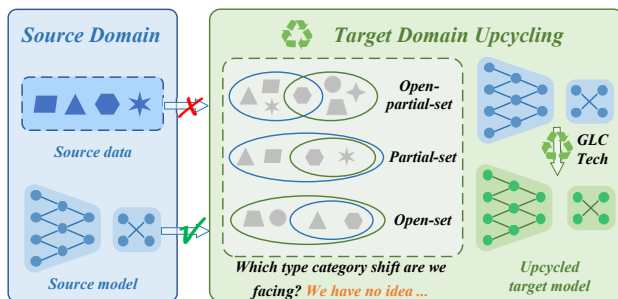 Source Domain
Source data
Source model
Target Domain Upcycling
Open-
partial-set
Partial-set
Open-set
Which type category shift are we
facing? We have no idea ...
GLC
Tech
Upcycled
target model